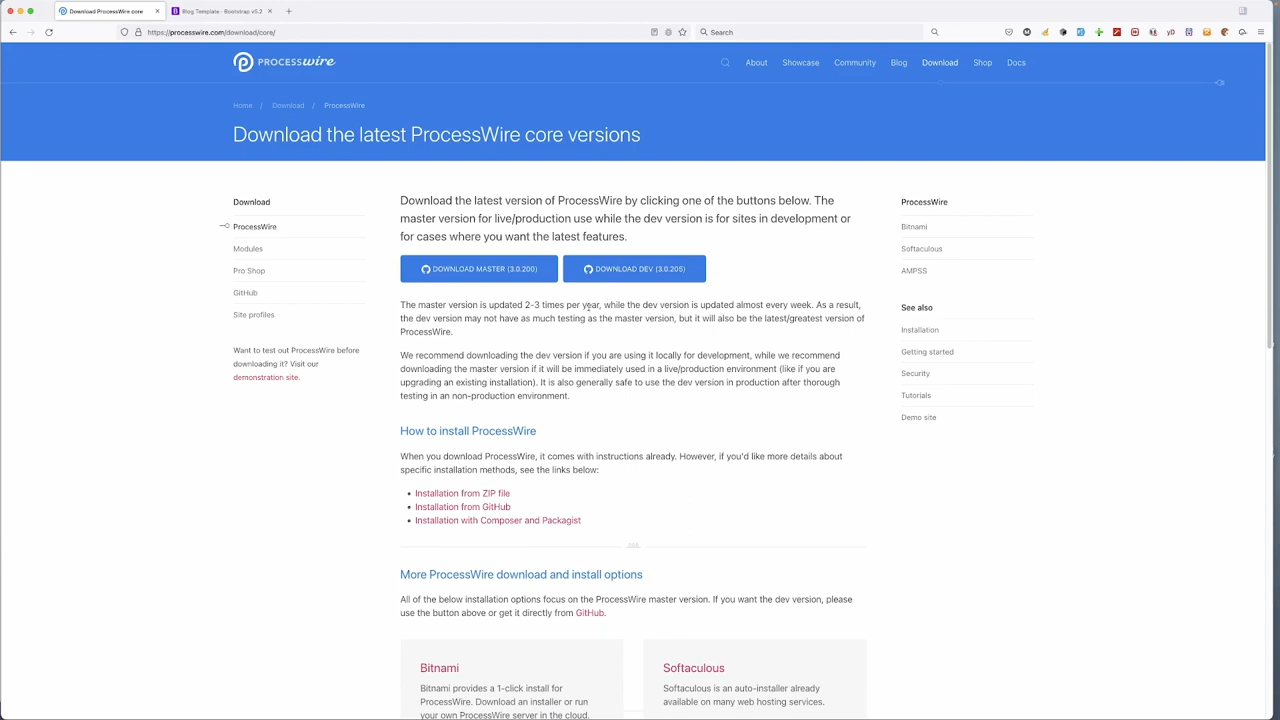 Download ProcessWire core
Blog Template · Bootstrap v5.2
https://processwire.com/download/core/
Search
PROCESSwire
About
Showcase
Community
Blog
Download
Shop
Docs
Home / Download / ProcessWire
Download the latest ProcessWire core versions
Download
ProcessWire
Modules
Pro Shop
GitHub
Site profiles
Want to test out ProcessWire before
downloading it? Visit our
demonstration site.
Download the latest version of ProcessWire by clicking one of the buttons below. The
master version for live/production use while the dev version is for sites in development or
for cases where you want the latest features.
DOWNLOAD MASTER (3.0.200)
DOWNLOAD DEV (3.0.205)
The master version is updated 2-3 times per year, while the dev version is updated almost every week. As a result,
the dev version may not have as much testing as the master version, but it will also be the latest/greatest version of
ProcessWire.
We recommend downloading the dev version if you are using it locally for development, while we recommend
downloading the master version if it will be immediately used in a live/production environment (like if you are
upgrading an existing installation). It is also generally safe to use the dev version in production after thorough
testing in an non-production environment.
How to install ProcessWire
When you download ProcessWire, it comes with instructions already. However, if you'd like more details about
specific installation methods, see the links below:
• Installation from ZIP file
• Installation from GitHub
• Installation with Composer and Packagist
More ProcessWire download and install options
All of the below installation options focus on the ProcessWire master version. If you want the dev version, please
use the button above or get it directly from GitHub.
Bitnami
Bitnami provides a 1-click install for
ProcessWire. Download an installer or run
your own ProcessWire server in the cloud.
Softaculous
Softaculous is an auto-installer already
available on many web hosting services.
ProcessWire
Bitnami
Softaculous
AMPSS
See also
Installation
Getting started
Security
Tutorials
Demo site